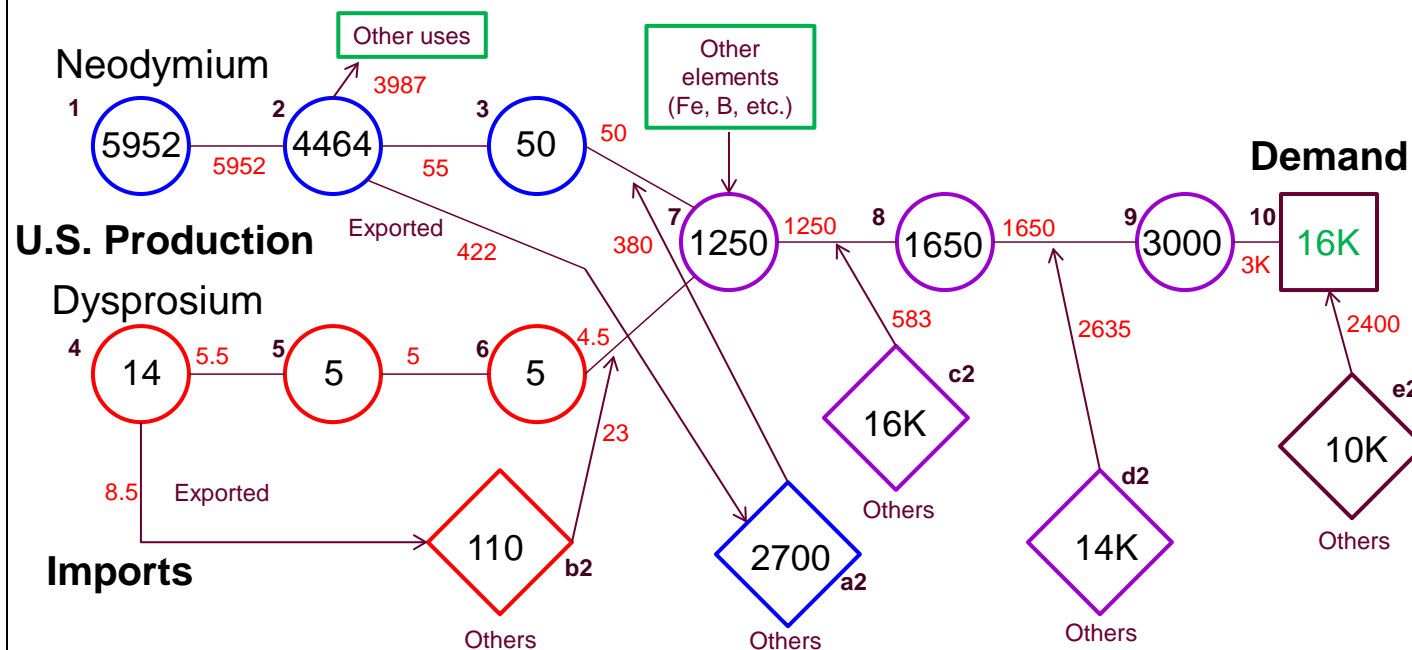 Other uses
Neodymium
3987
Other
elements
(Fe, B, etc.)
1
2
3
5952
4464
50
50
5952
55
Demand
Exported
422
380
7
1250
1250
8
1650
1650
9
3000
10
16K
3K
U.S. Production
Dysprosium
4
14
5.5
5
5
5
6
5
4.5
583
2635
2400
c2
16K
e2
10K
23
8.5
Exported
110
b2
2700
a2
Others
d2
14K
Others
Imports
Others
Others
Others